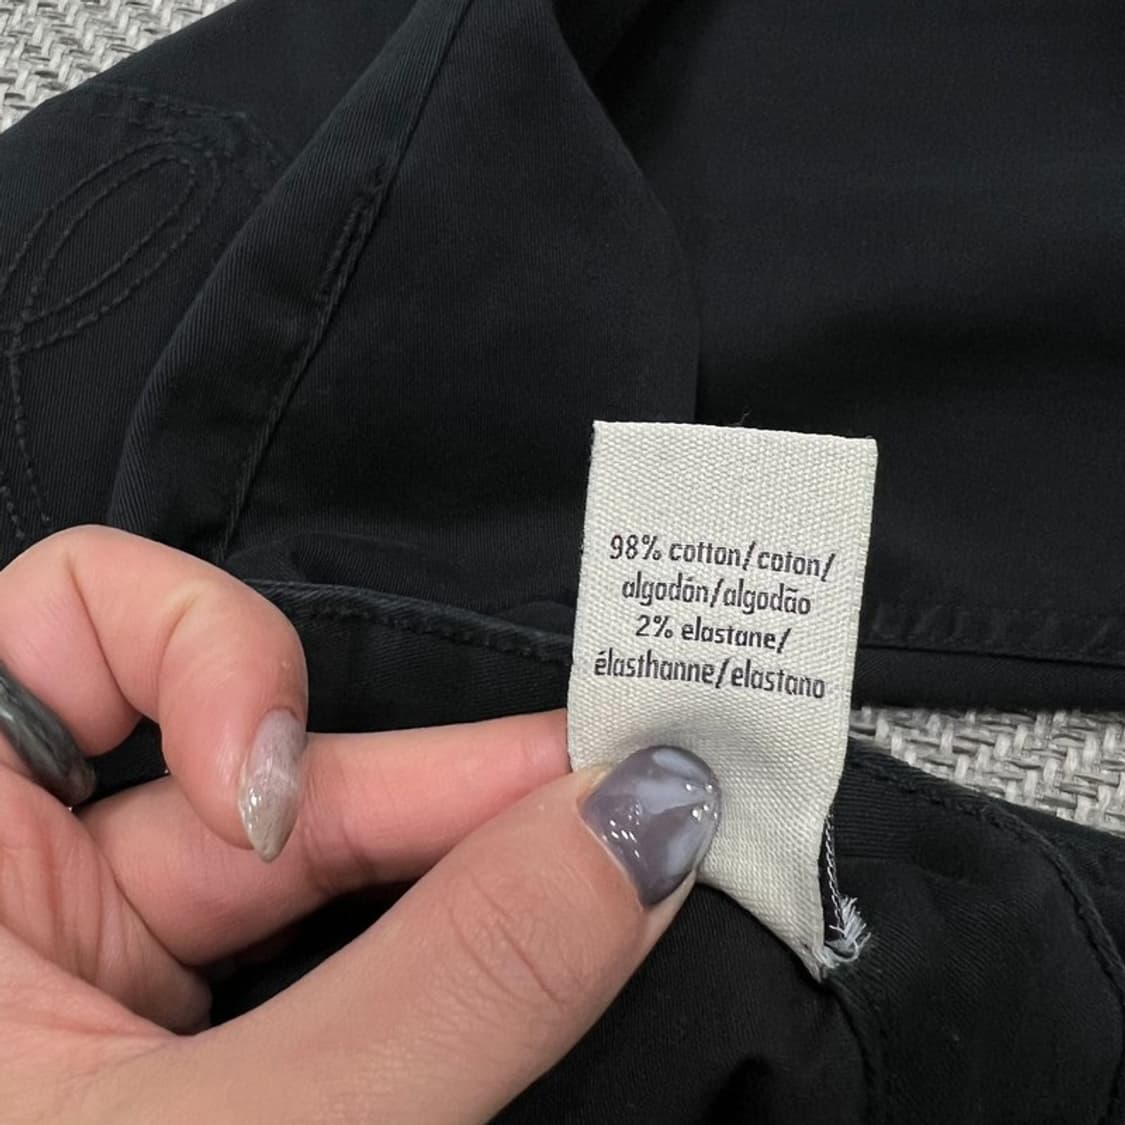 98% cotton/coton/
algodón/algodão
2% elastane/
élasthanne/elastano